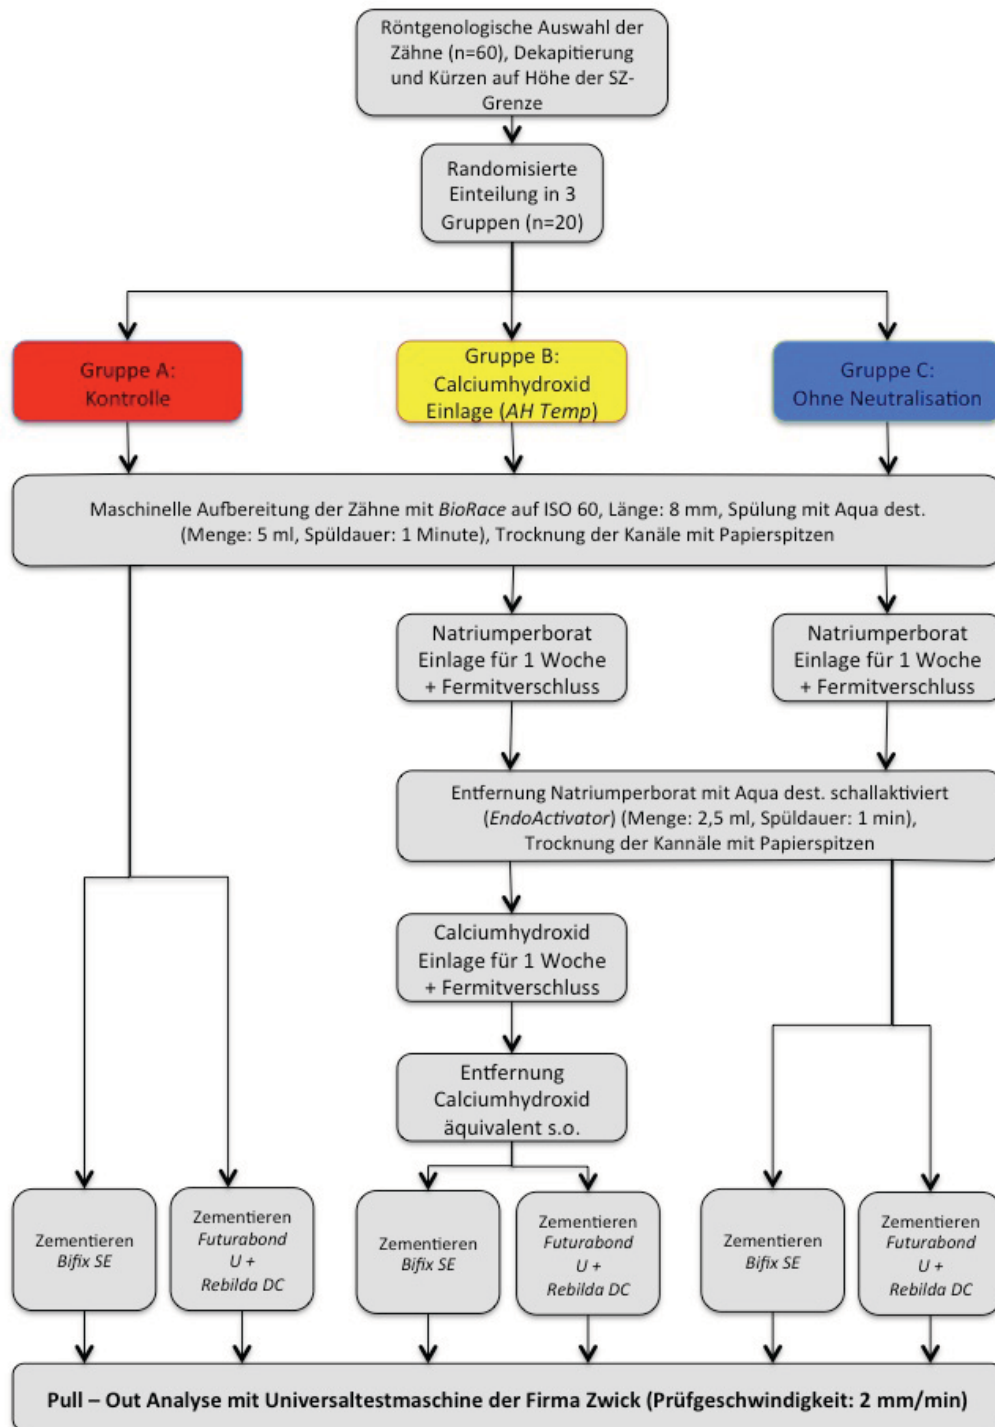 Röntgenologische Auswahl der
Zähne (n=60), Dekapitierung
und Kürzen auf Höhe der SZ-
Grenze
Randomisierte
Einteilung in 3
Gruppen (n=20)
Gruppe A:
Kontrolle
Gruppe B:
Calciumhydroxid
Einlage (AH Temp)
Gruppe C:
Ohne Neutralisation
Maschinelle Aufbereitung der Zähne mit BioRace auf ISO 60, Länge: 8 mm, Spülung mit Aqua dest.
(Menge: 5 ml, Spüldauer: 1 Minute), Trocknung der Kanäle mit Papierspitzen
Natriumperborat
Einlage für 1 Woche
+ Fermitverschluss
Natriumperborat
Einlage für 1 Woche
+ Fermitverschluss
Entfernung Natriumperborat mit Aqua dest. schallaktiviert
(EndoActivator) (Menge: 2,5 ml, Spüldauer: 1 min),
Trocknung der Kannäle mit Papierspitzen
Calciumhydroxid
Einlage für 1 Woche
+ Fermitverschluss
Entfernung
Calciumhydroxid
äquivalent s.o.
Zementieren
Bifix SE
Zementieren
Futurabond
U +
Rebilda DC
Zementieren
Bifix SE
Zementieren
Futurabond
U +
Rebilda DC
Zementieren
Bifix SE
Zementieren
Futurabond
U +
Rebilda DC
Pull – Out Analyse mit Universaltestmaschine der Firma Zwick (Prüfgeschwindigkeit: 2 mm/min)